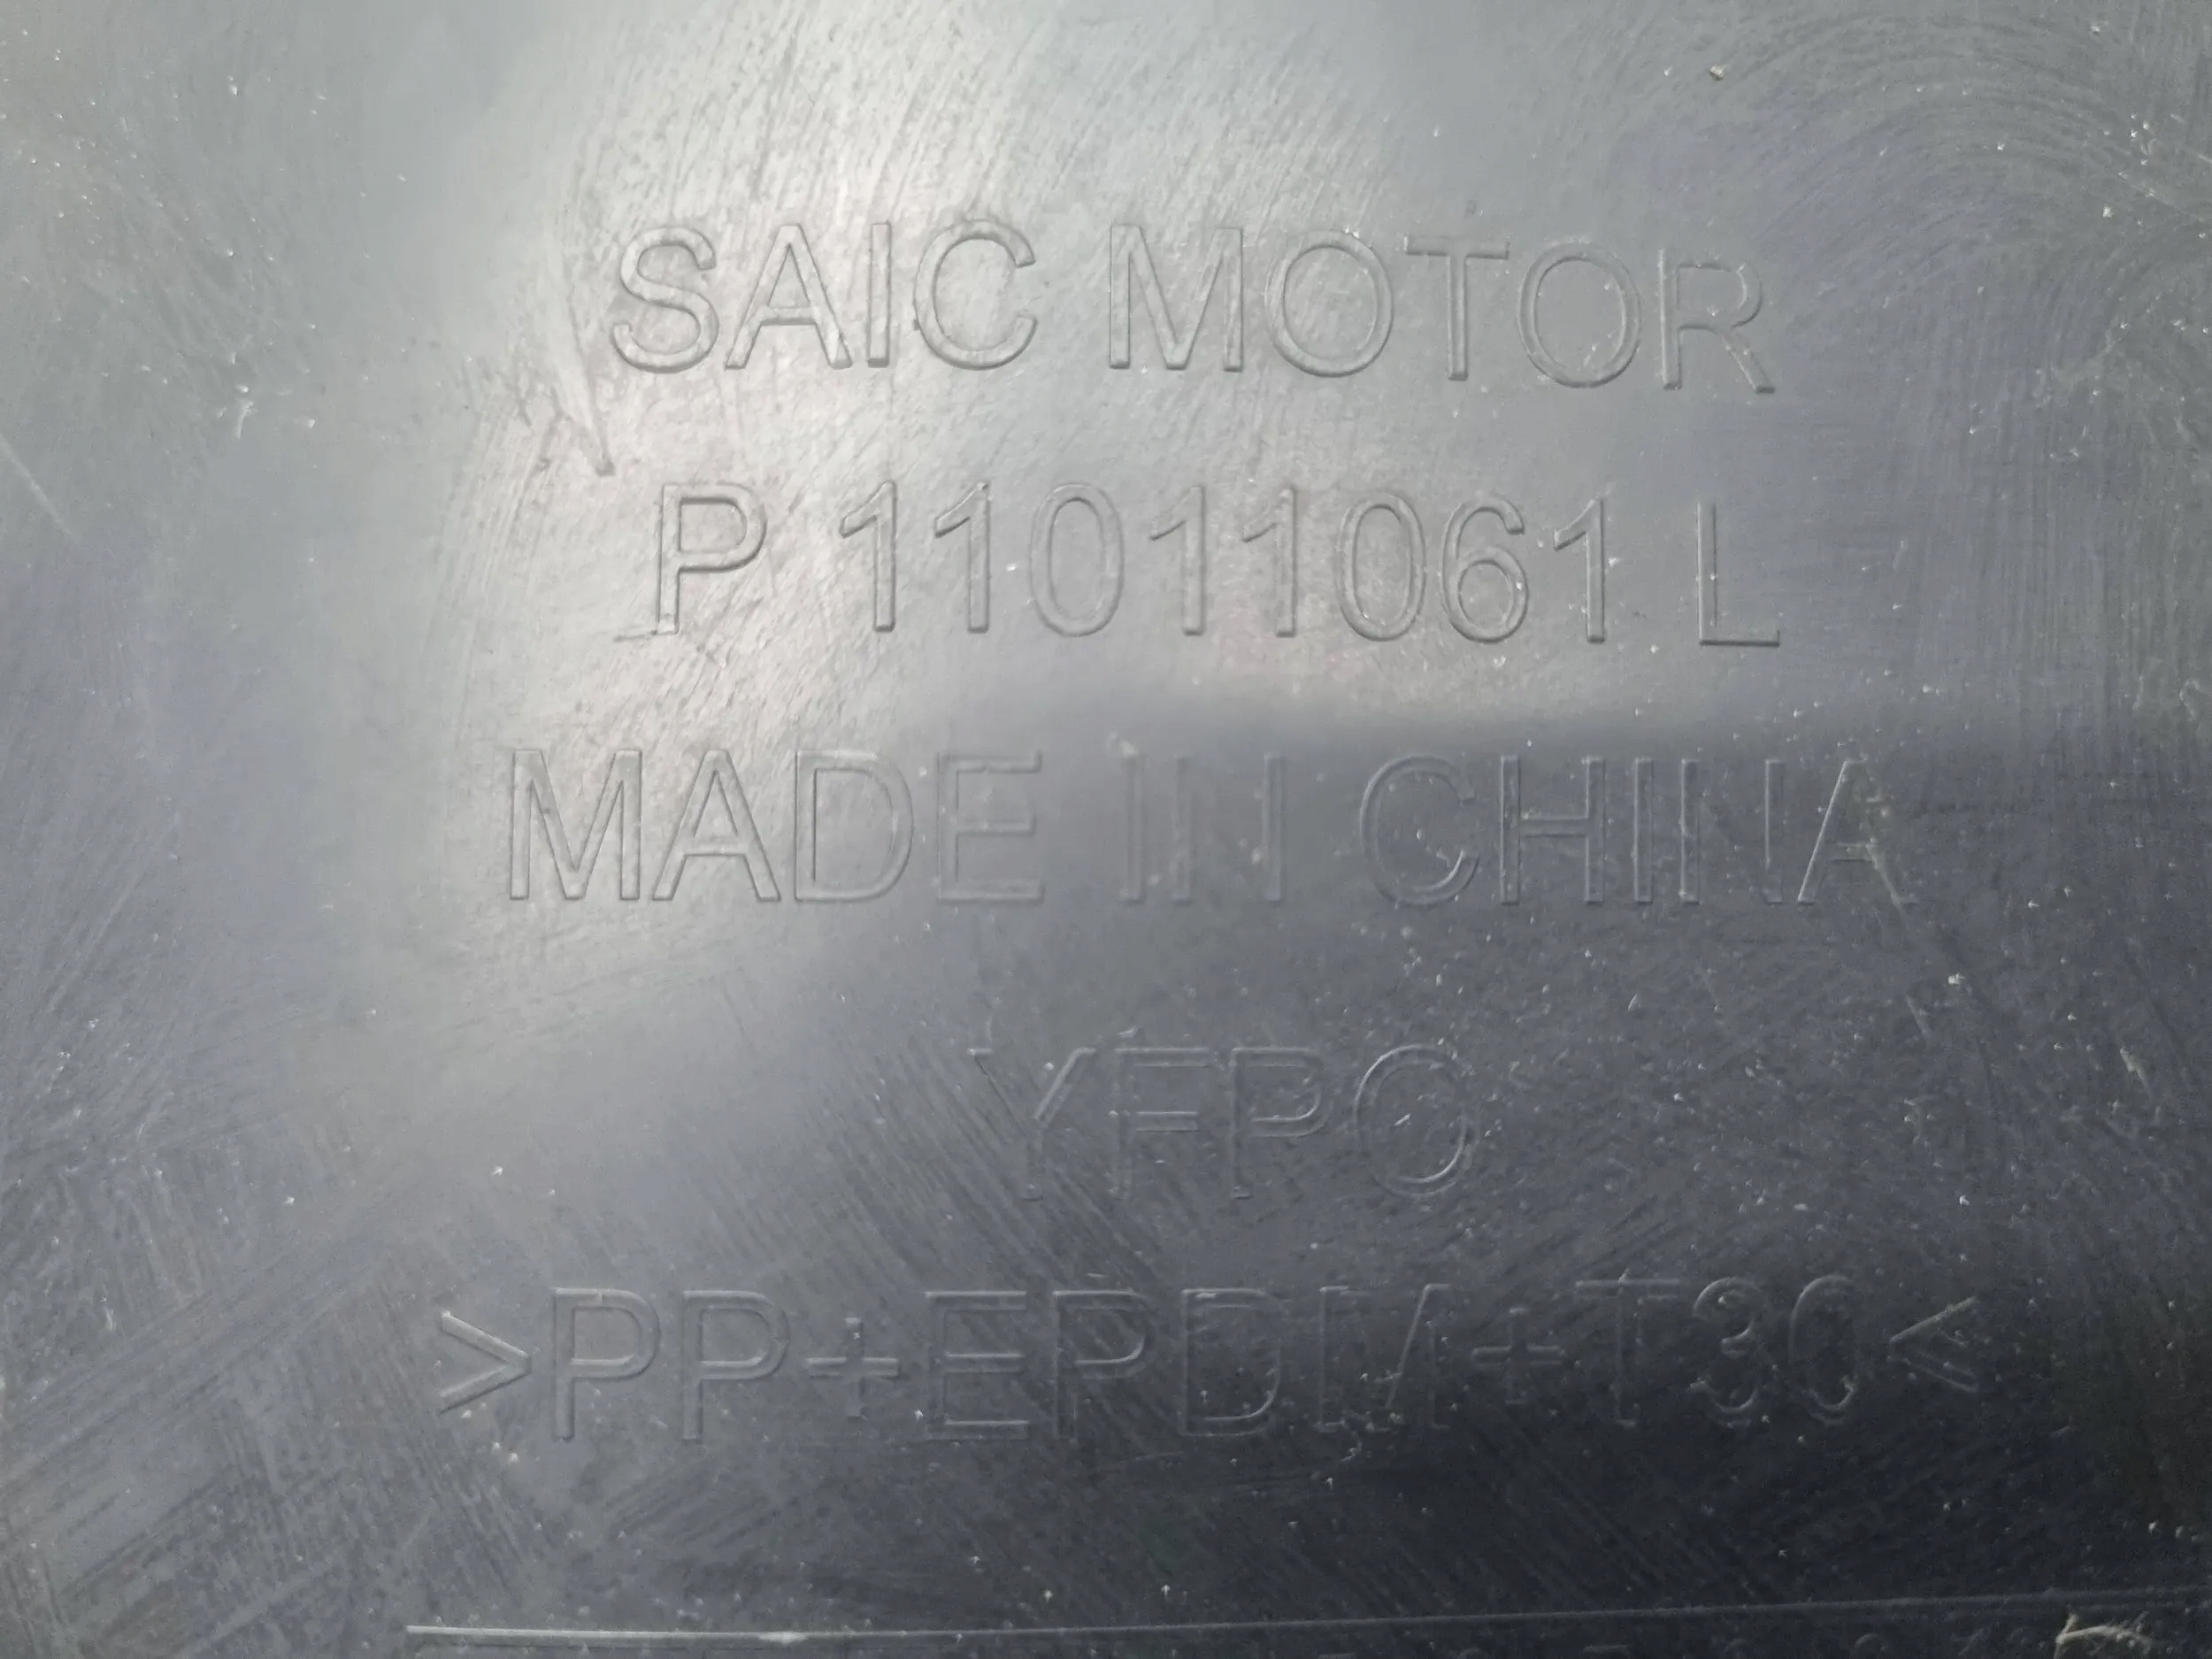 SAIC MOTOR
P 11011061 L
MADE IN CHINA
YFPO
>PP+EPDM+T30<